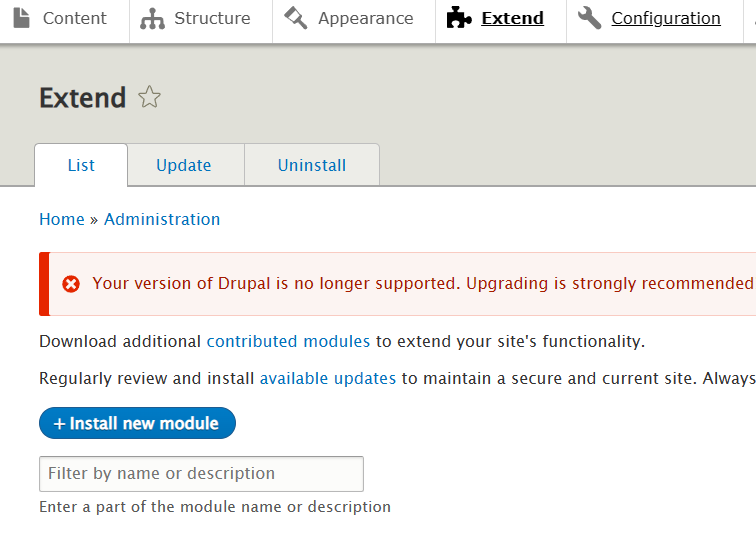 Content Structure Appearance Extend Configuration
Extend
List Update Uninstall
Home » Administration
Your version of Drupal is no longer supported. Upgrading is strongly recommended
Download additional contributed modules to extend your site's functionality.
Regularly review and install available updates to maintain a secure and current site. Always
+ Install new module
Filter by name or description
Enter a part of the module name or description